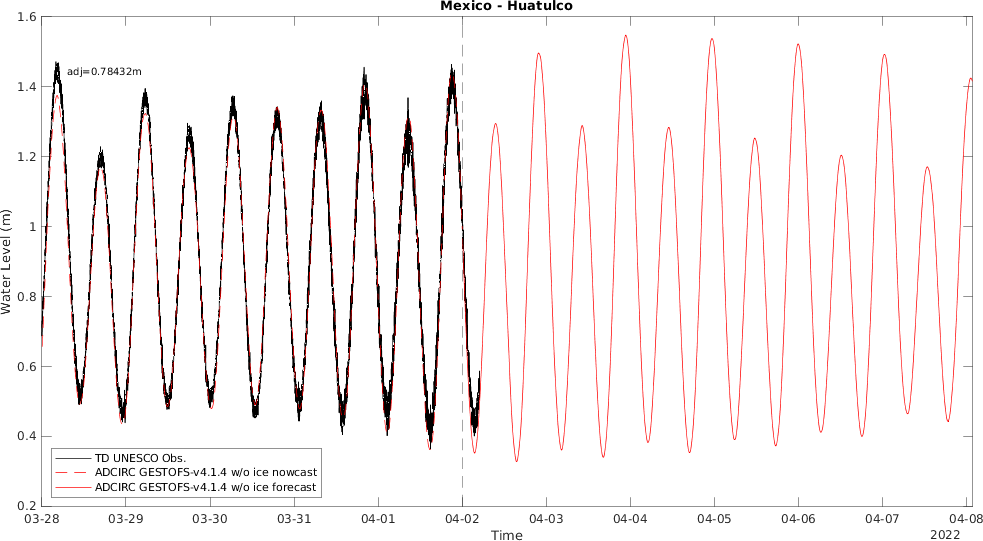 Mexico - Huatulco
1.6
1.4
1.2
1
0.8
0.6
0.4
0.2
Water Level (m)
adj=0.78432m
TD UNESCO Obs.
ADCIRC GESTOFS-v4.1.4 w/o ice nowcast
ADCIRC GESTOFS-v4.1.4 w/o ice forecast
03-28 03-29 03-30 03-31 04-01 04-02 04-03 04-04 04-05 04-06 04-07 04-08
Time
2022